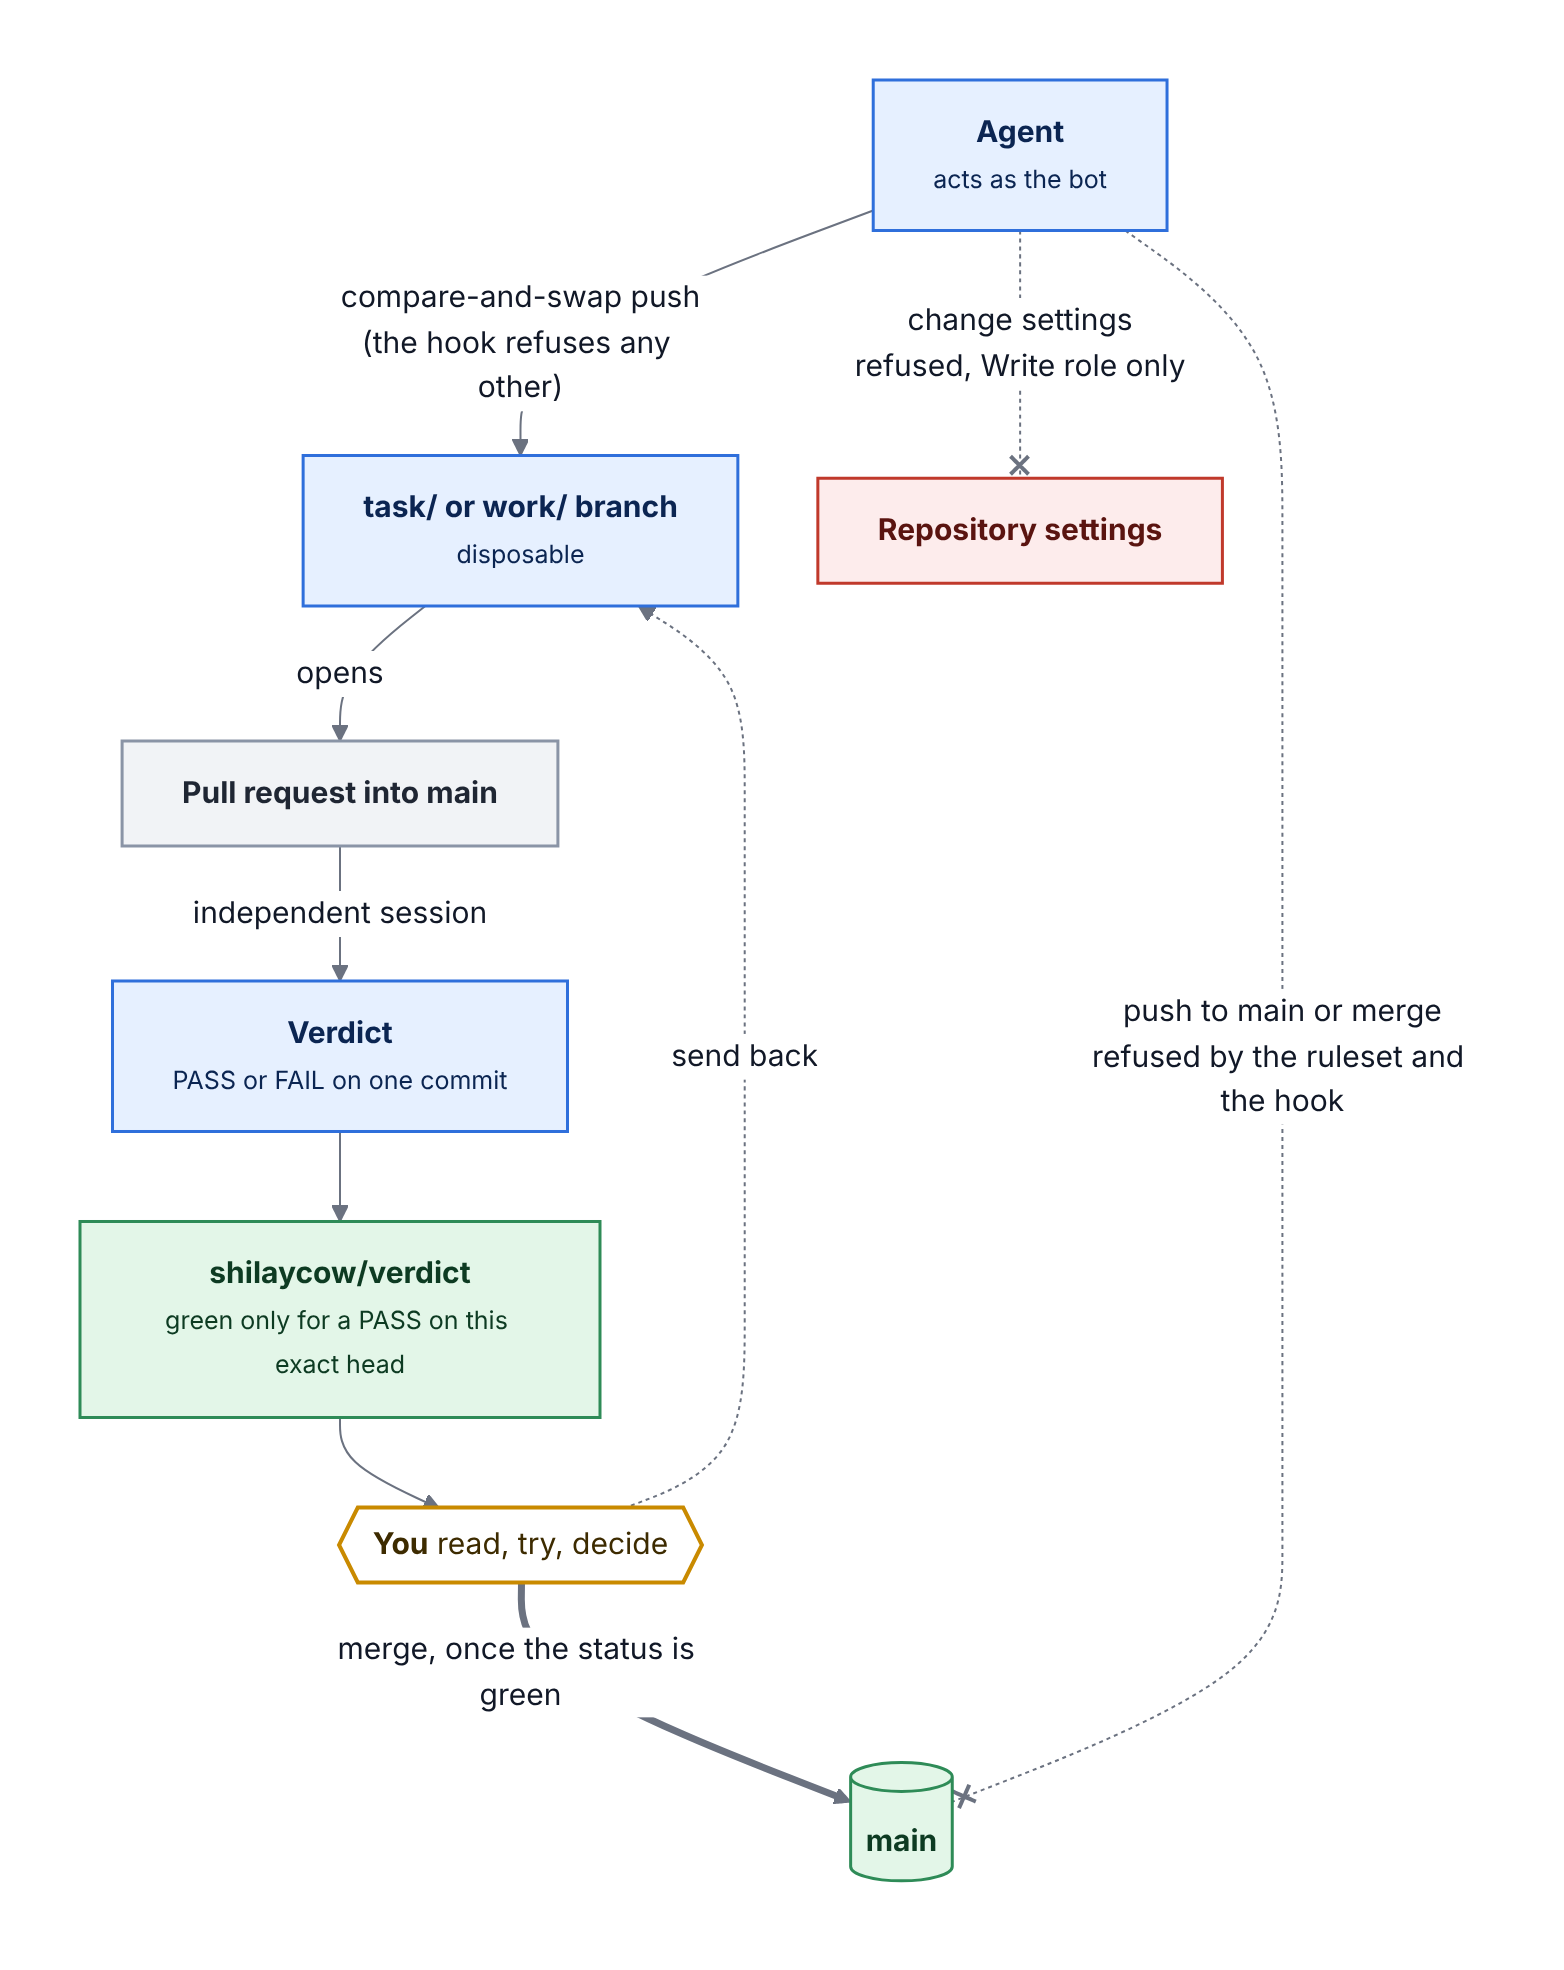 Agent
acts as the bot
compare-and-swap push
(the hook refuses any
other)
change settings
refused, Write role only
task/ or work/ branch
disposable
Repository settings
opens
Pull request into main
independent session
Verdict
PASS or FAIL on one commit
send back
push to main or merge
refused by the ruleset and
the hook
shilaycow/verdict
green only for a PASS on this
exact head
You read, try, decide
merge, once the status is
green
main